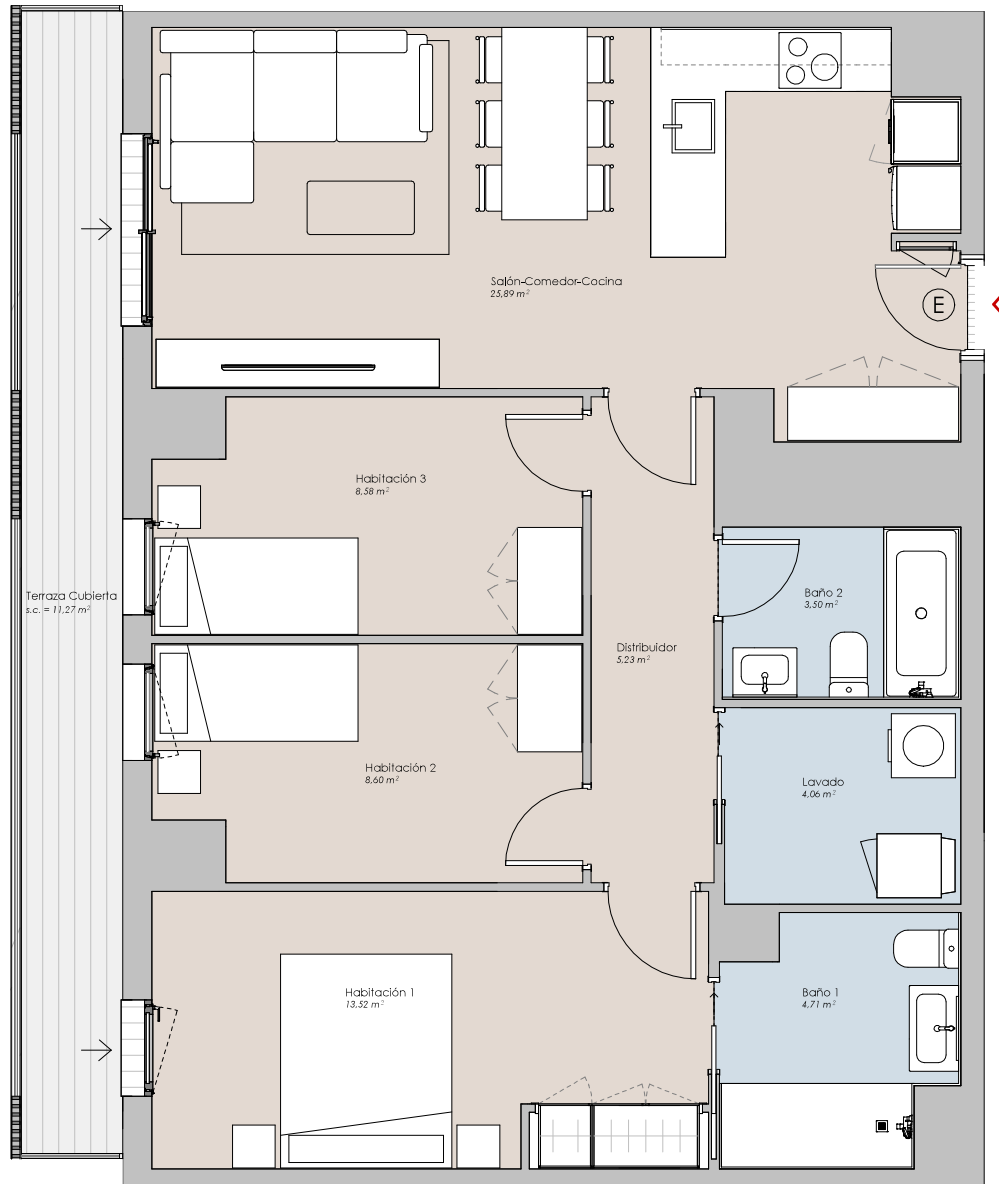 Salón-Comedor-Cocina
25,89 m²
E
Habitación 3
8,58 m²
Terraza Cubierta
s.c. = 11,27 m²
Baño 2
3,50 m²
Distribuidor
5,23 m²
Habitación 2
8,60 m²
Lavado
4,06 m²
Habitación 1
13,52 m²
Baño 1
4,71 m²